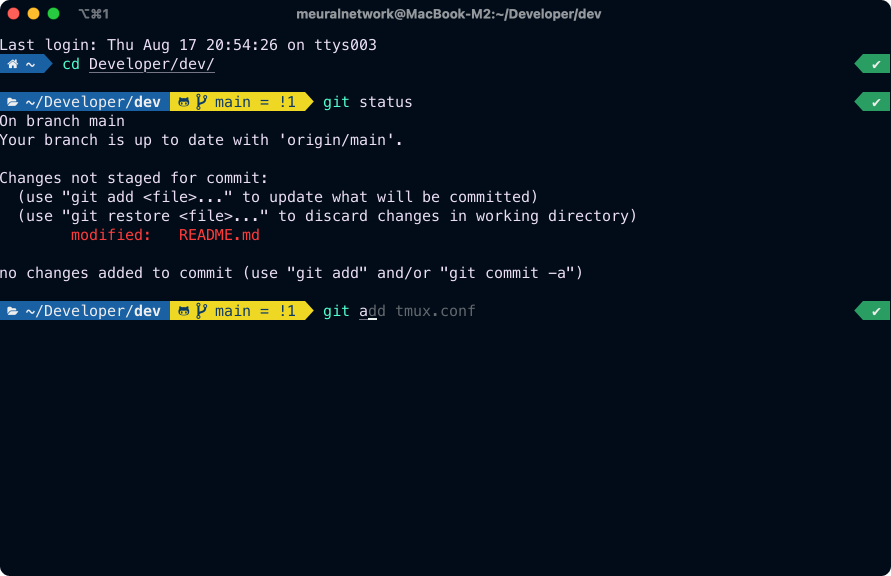 ⌥⌘1
meuralnetwork@MacBook-M2:~/Developer/dev
Last login: Thu Aug 17 20:54:26 on ttys003
~ cd Developer/dev/ ✔
~/Developer/dev main = !1 git status ✔
On branch main
Your branch is up to date with 'origin/main'.
Changes not staged for commit:
(use "git add <file>..." to update what will be committed)
(use "git restore <file>..." to discard changes in working directory)
modified: README.md
no changes added to commit (use "git add" and/or "git commit -a")
~/Developer/dev main = !1 git add tmux.conf ✔